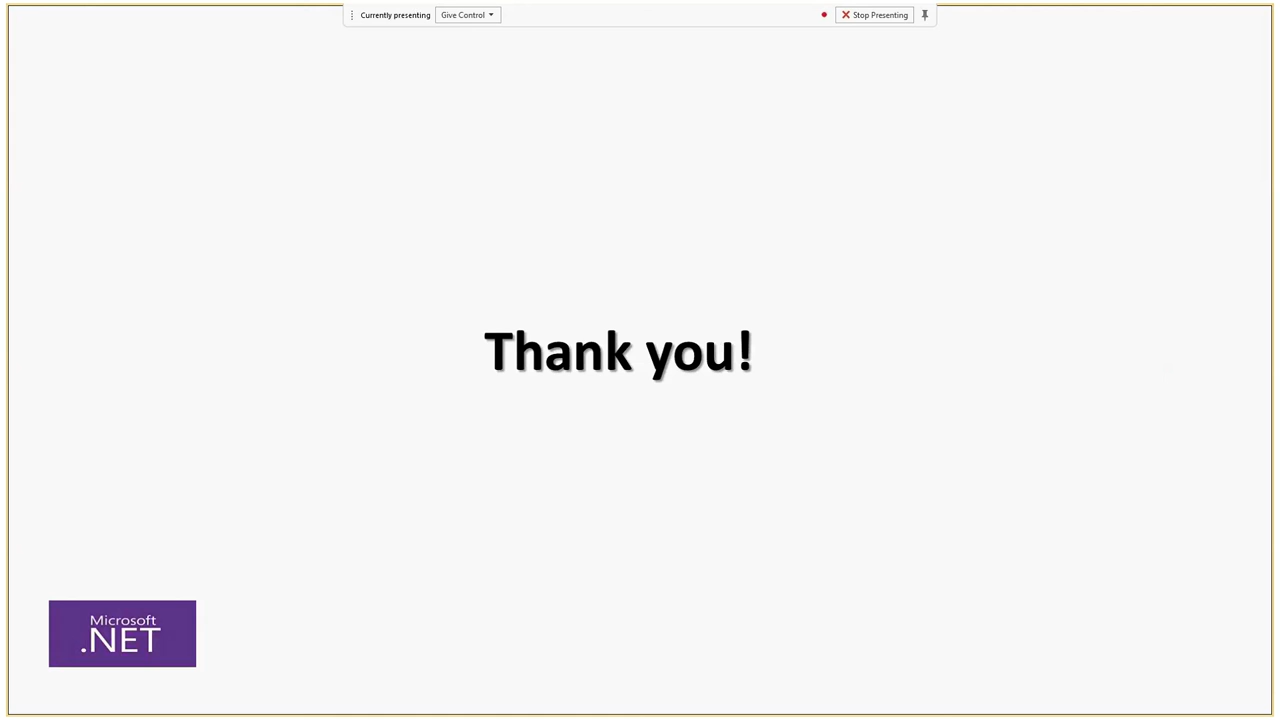 Currently presenting Give Control Stop Presenting
Thank you!
Microsoft
.NET